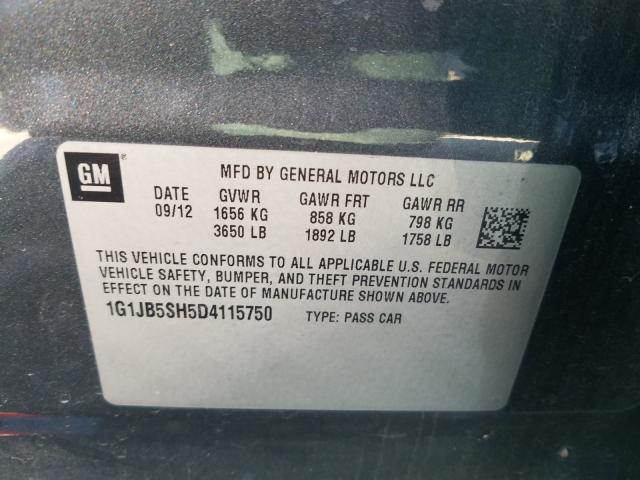 GM ®
MFD BY GENERAL MOTORS LLC
DATE GVWR GAWR FRT GAWR RR
09/12 1656 KG 858 KG 798 KG
3650 LB 1892 LB 1758 LB
THIS VEHICLE CONFORMS TO ALL APPLICABLE U.S. FEDERAL MOTOR
VEHICLE SAFETY, BUMPER, AND THEFT PREVENTION STANDARDS
IN EFFECT ON THE DATE OF MANUFACTURE SHOWN ABOVE.
1G1JB5SH5D4115750 TYPE: PASS CAR